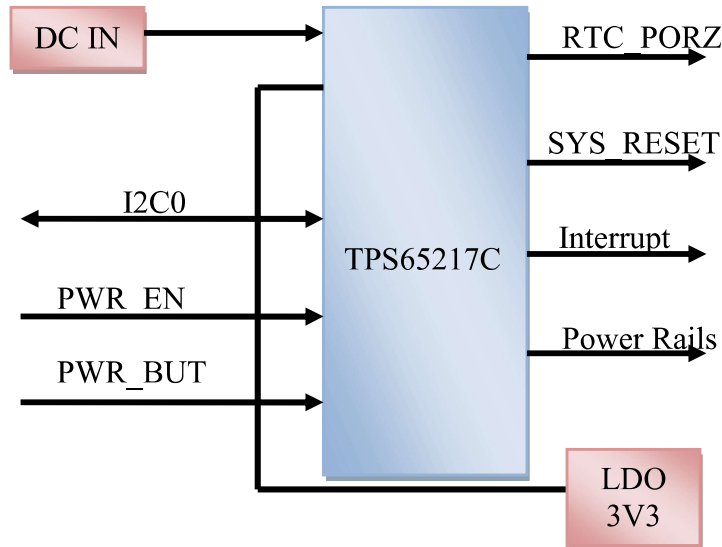 DC IN
RTC_PORZ
SYS_RESET
I2C0
Interrupt
TPS65217C
PWR_EN
Power Rails
PWR_BUT
LDO
3V3